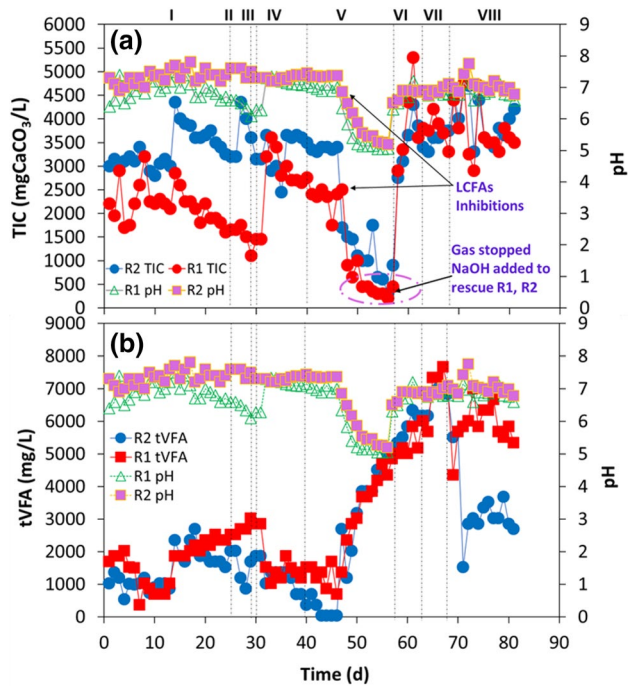 I II III IV V VI VII VIII
(a)
6000 9
5500 8
5000
4500 7
4000 6
3500 5
3000
2500 4
2000 3
1500 2
1000
500 1
0 0
TIC (mgCaCO3/L)
pH
LCFAs
Inhibitions
Gas stopped
NaOH added to
rescue R1, R2
R2 TIC R1 TIC
R1 pH R2 pH
(b)
9000 9
8000 8
7000 7
6000 6
5000 5
4000 4
3000 3
2000 2
1000 1
0 0
tVFA (mg/L)
pH
R2 tVFA
R1 tVFA
R1 pH
R2 pH
0 10 20 30 40 50 60 70 80 90
Time (d)